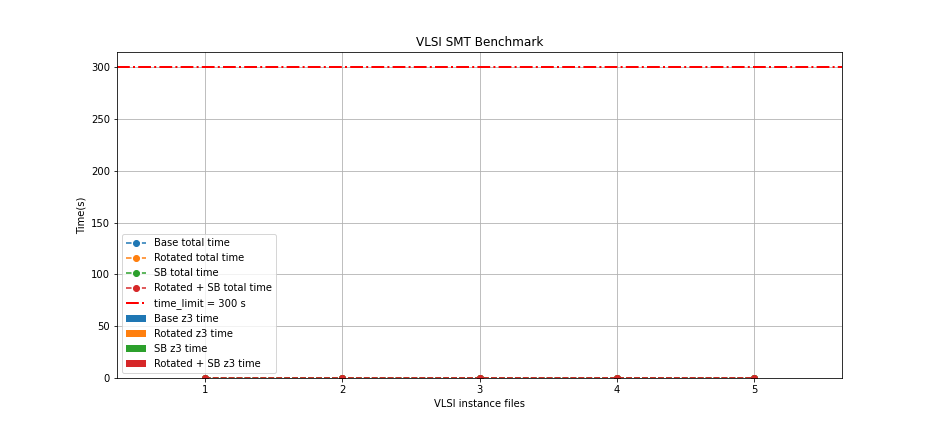 VLSI SMT Benchmark
300
250
200
150
100
50
0
Time(s)
Base total time
Rotated total time
SB total time
Rotated + SB total time
time_limit = 300 s
Base z3 time
Rotated z3 time
SB z3 time
Rotated + SB z3 time
1 2 3 4 5
VLSI instance files